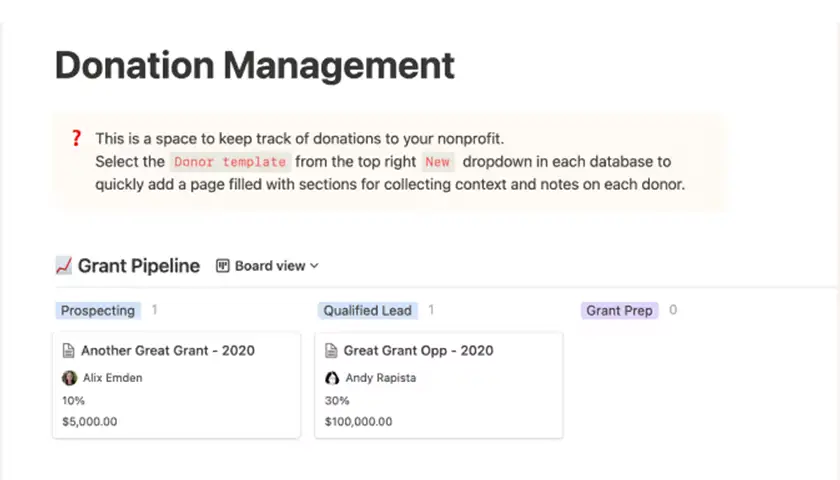 Donation Management
This is a space to keep track of donations to your nonprofit.
Select the Donor template from the top right New dropdown in each database to
quickly add a page filled with sections for collecting context and notes on each donor.
Grant Pipeline Board view
Prospecting 1 Qualified Lead 1 Grant Prep 0
Another Great Grant - 2020
Alix Emden
10%
$5,000.00
Great Grant Opp - 2020
Andy Rapista
30%
$100,000.00